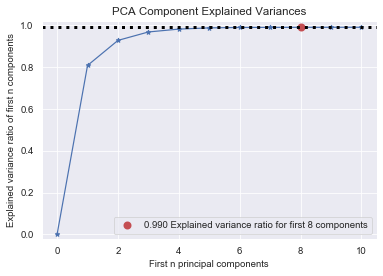 PCA Component Explained Variances
Explained variance ratio of first n components
1.0
0.8
0.6
0.4
0.2
0.0
0.990 Explained variance ratio for first 8 components
0 2 4 6 8 10
First n principal components